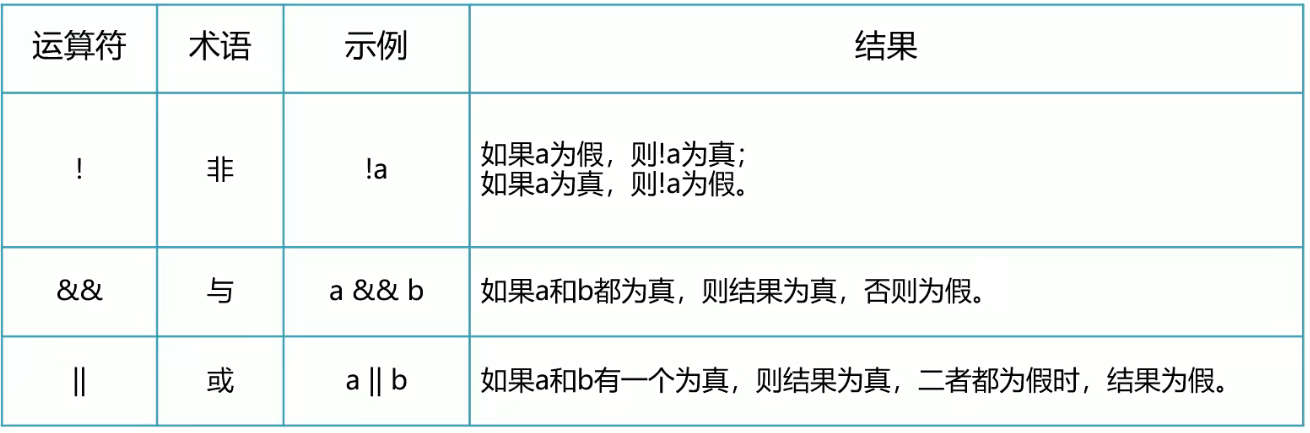 运算符 术语 示例 结果
! 非 !a 如果a为假，则!a为真；
如果a为真，则!a为假。
&& 与 a && b 如果a和b都为真，则结果为真，否则为假。
|| 或 a || b 如果a和b有一个为真，则结果为真，二者都为假时，结果为假。